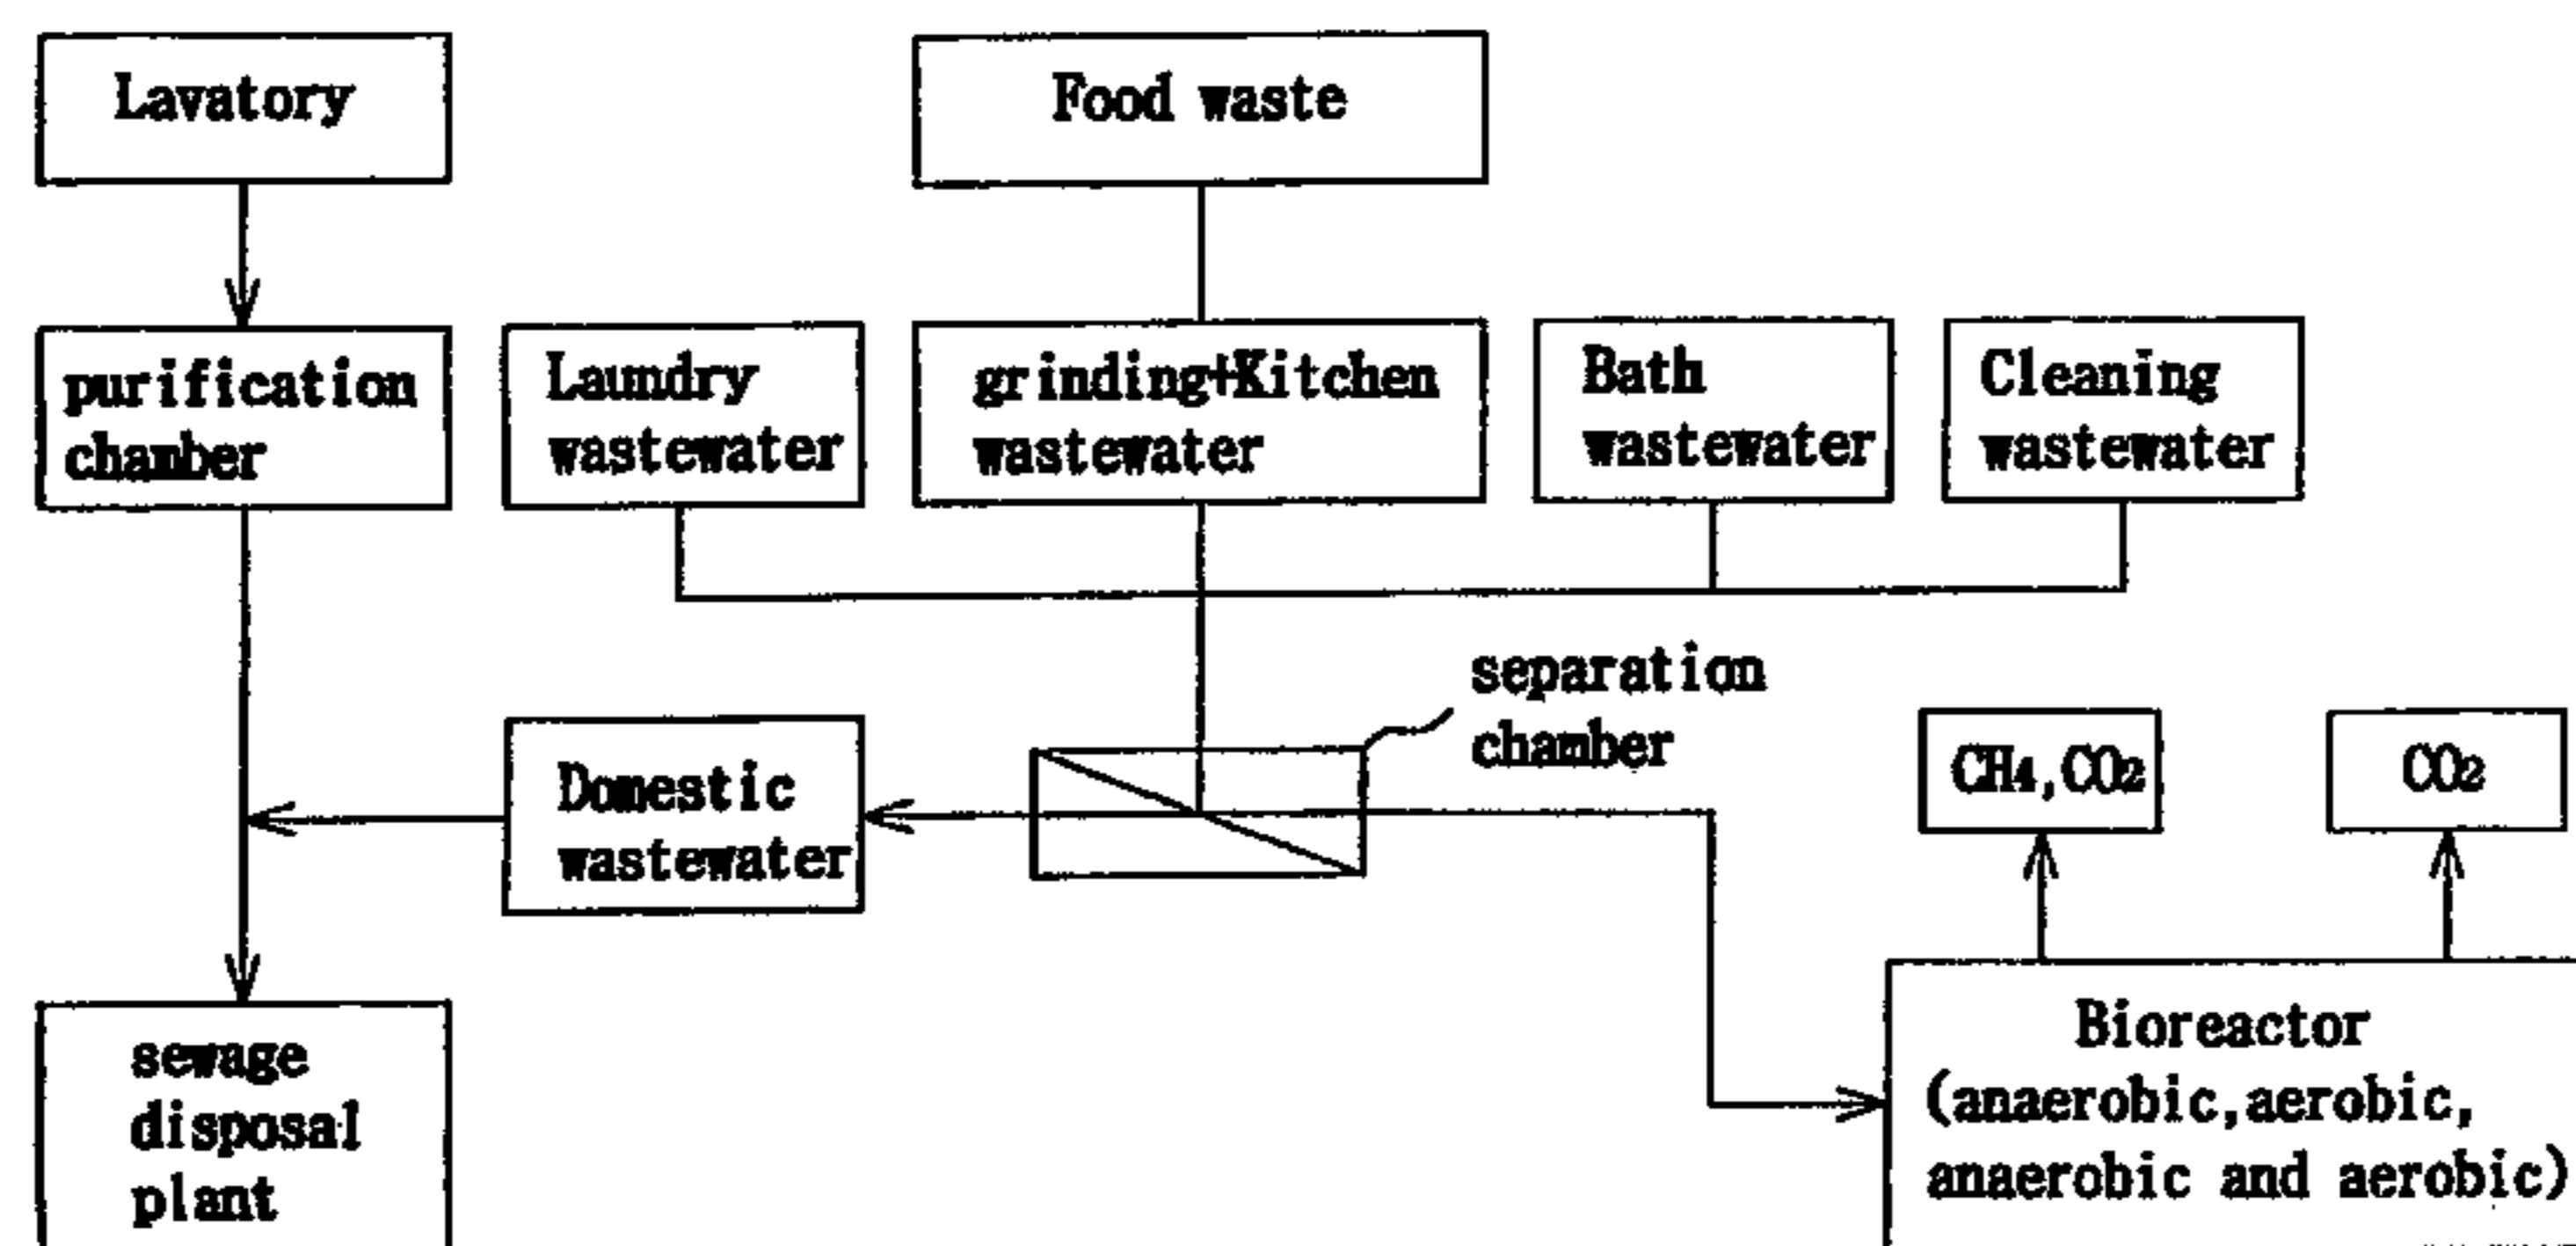 Lavatory
Food waste
purification
chamber
Laundry
wastewater
grinding+Kitchen
wastewater
Bath
wastewater
Cleaning
wastewater
separation
chamber
Domestic
wastewater
CH4,CO2
CO2
sewage
disposal
plant
Bioreactor
(anaerobic,aerobic,
anaerobic and aerobic)